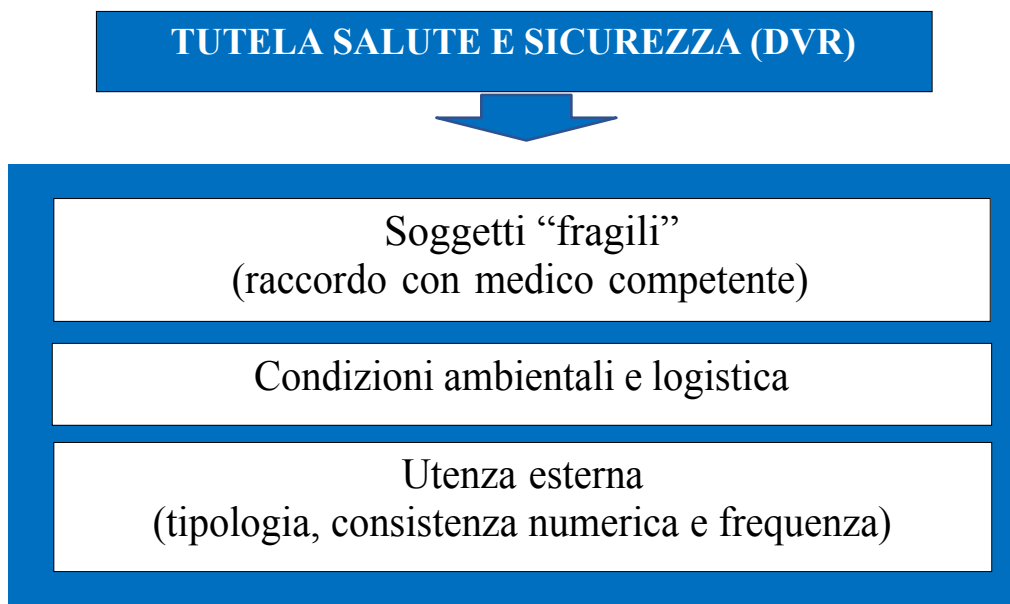 TUTELA SALUTE E SICUREZZA (DVR)
Soggetti “fragili”
(raccordo con medico competente)
Condizioni ambientali e logistica
Utenza esterna
(tipologia, consistenza numerica e frequenza)